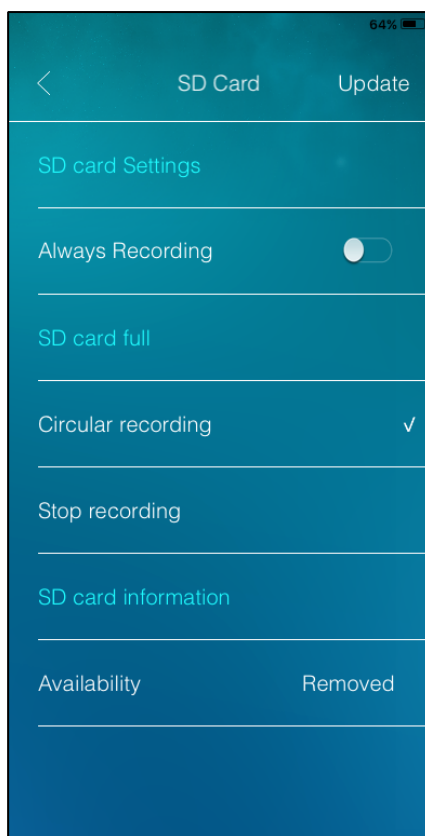 64%
SD Card Update
SD card Settings
Always Recording
SD card full
Circular recording √
Stop recording
SD card information
Availability Removed